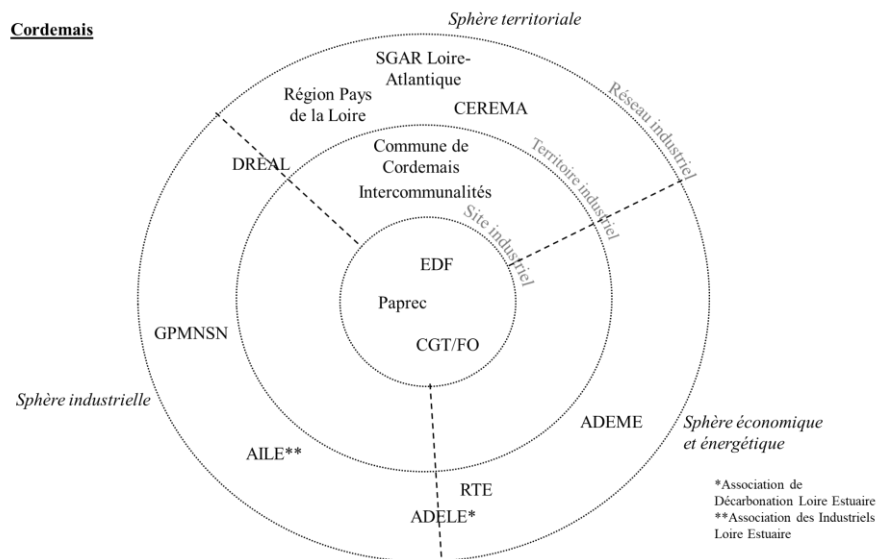 Cordemais
Sphère territoriale
SGAR Loire-
Atlantique
Région Pays
de la Loire
CEREMA
Réseau industriel
DREAL
Commune de
Cordemais
Intercommunalités
Territoire industriel
Site industriel
EDF
Paprec
CGT/FO
GPMNSN
Sphère industrielle
ADEME
Sphère économique
et énergétique
AILE**
RTE
ADELE*
*Association de
Décarbonation Loire Estuaire
**Association des Industriels
Loire Estuaire